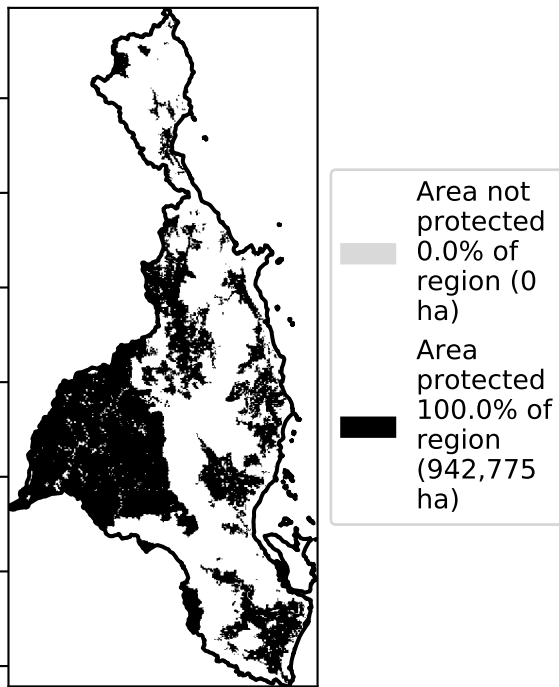 Area not
protected
0.0% of
region (0
ha)
Area
protected
100.0% of
region
(942,775
ha)